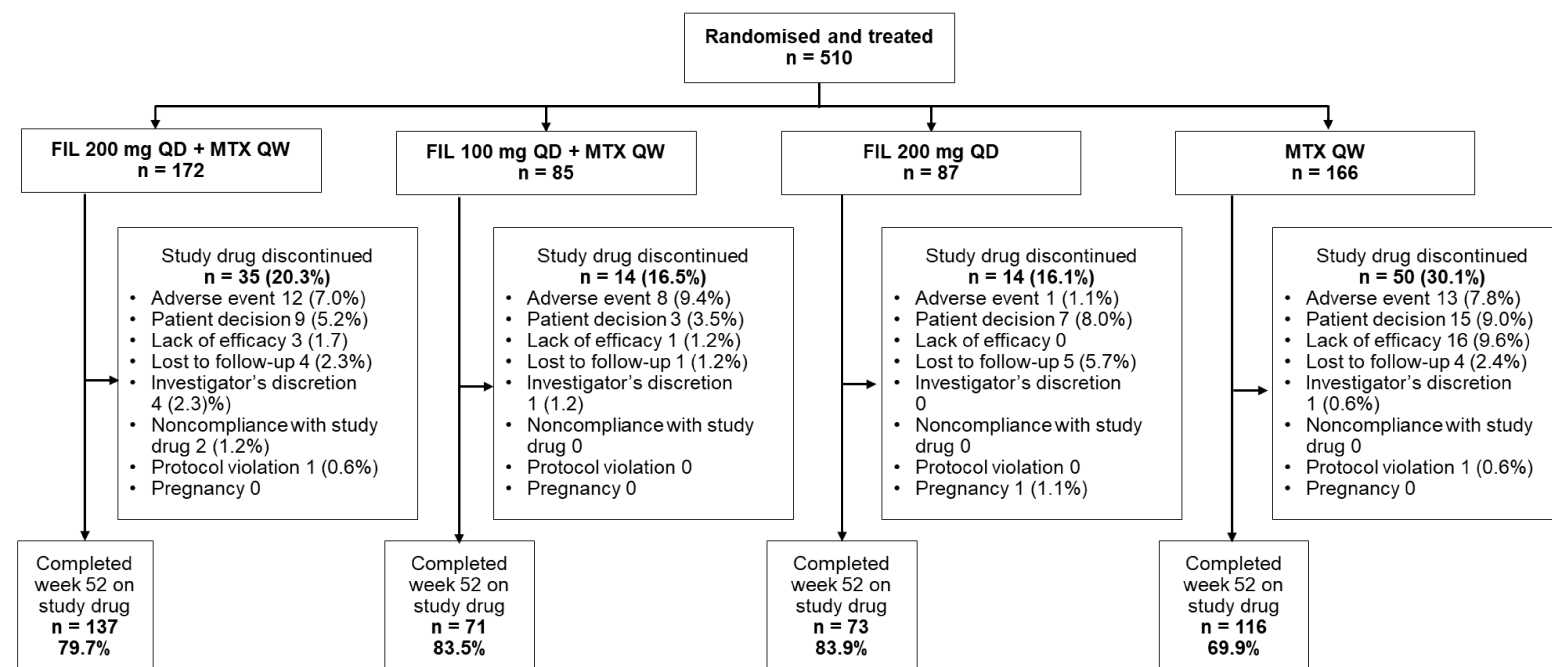 Randomised and treated
n = 510
FIL 200 mg QD + MTX QW
n = 172
FIL 100 mg QD + MTX QW
n = 85
FIL 200 mg QD
n = 87
MTX QW
n = 166
Study drug discontinued
n = 35 (20.3%)
• Adverse event 12 (7.0%)
• Patient decision 9 (5.2%)
• Lack of efficacy 3 (1.7)
• Lost to follow-up 4 (2.3%)
• Investigator's discretion
4 (2.3)%)
• Noncompliance with study
drug 2 (1.2%)
• Protocol violation 1 (0.6%)
• Pregnancy 0
Study drug discontinued
n = 14 (16.5%)
• Adverse event 8 (9.4%)
• Patient decision 3 (3.5%)
• Lack of efficacy 1 (1.2%)
• Lost to follow-up 1 (1.2%)
• Investigator's discretion
1 (1.2)
• Noncompliance with study
drug 0
• Protocol violation 0
• Pregnancy 0
Study drug discontinued
n = 14 (16.1%)
• Adverse event 1 (1.1%)
• Patient decision 7 (8.0%)
• Lack of efficacy 0
• Lost to follow-up 5 (5.7%)
• Investigator's discretion
0
• Noncompliance with study
drug 0
• Protocol violation 0
• Pregnancy 1 (1.1%)
Study drug discontinued
n = 50 (30.1%)
• Adverse event 13 (7.8%)
• Patient decision 15 (9.0%)
• Lack of efficacy 16 (9.6%)
• Lost to follow-up 4 (2.4%)
• Investigator's discretion
1 (0.6%)
• Noncompliance with study
drug 0
• Protocol violation 1 (0.6%)
• Pregnancy 0
Completed
week 52 on
study drug
n = 137
79.7%
Completed
week 52 on
study drug
n = 71
83.5%
Completed
week 52 on
study drug
n = 73
83.9%
Completed
week 52 on
study drug
n = 116
69.9%